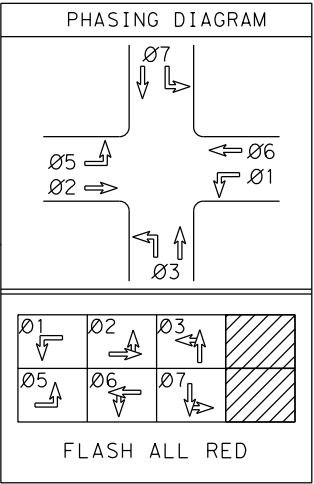 PHASING DIAGRAM
Ø7
Ø5
Ø6
Ø2
Ø1
Ø3
Ø1 Ø2 Ø3
Ø5 Ø6 Ø7
FLASH ALL RED